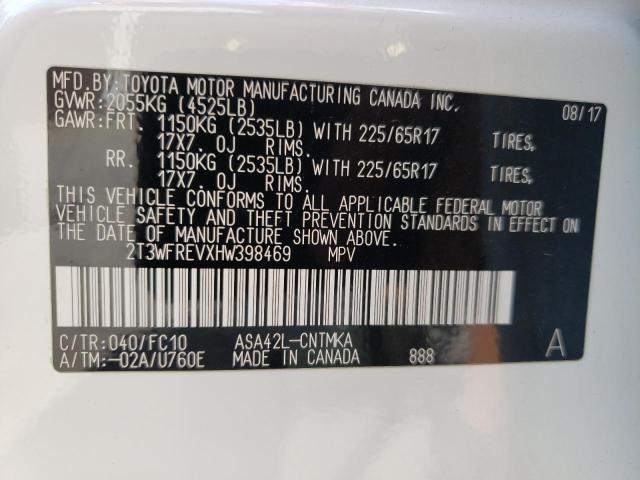 MFD.BY:TOYOTA MOTOR MANUFACTURING CANADA INC. 08/17
GVWR:2055KG (4525LB)
GAWR:FRT. 1150KG (2535LB) WITH 225/65R17 TIRES,
17X7.0J RIMS.
RR. 1150KG (2535LB) WITH 225/65R17 TIRES,
17X7.0J RIMS.
THIS VEHICLE CONFORMS TO ALL APPLICABLE FEDERAL MOTOR
VEHICLE SAFETY AND THEFT PREVENTION STANDARDS IN EFFECT ON
THE DATE OF MANUFACTURE SHOWN ABOVE.
2T3WFREVXHW398469 MPV
C/TR:040/FC10 ASA42L-CNTMKA
A/TM:-02A/U760E MADE IN CANADA 888 A